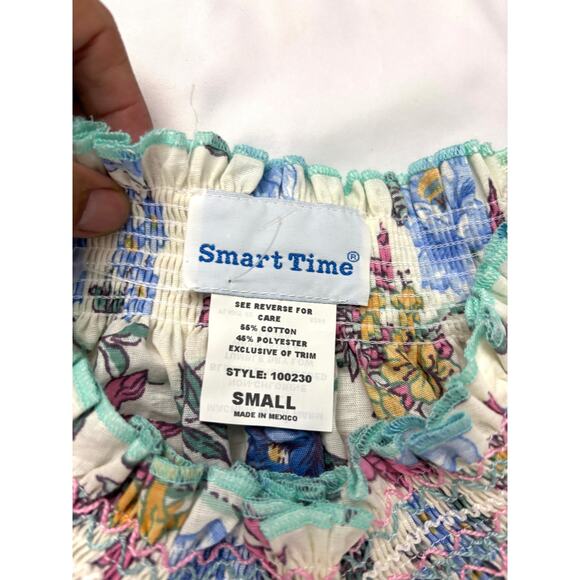 Smart Time®
SEE REVERSE FOR
CARE
55% COTTON
45% POLYESTER
EXCLUSIVE OF TRIM
STYLE: 100230
SMALL
MADE IN MEXICO